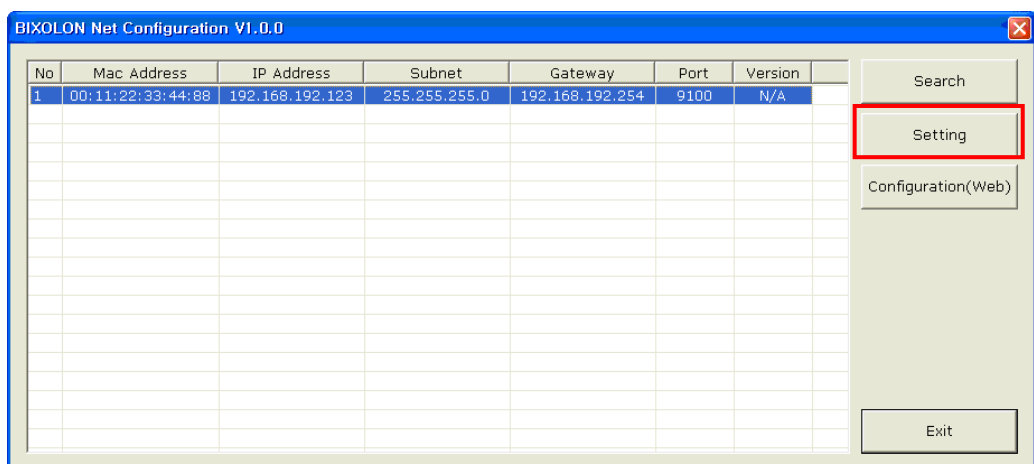 BIXOLON Net Configuration V1.0.0
No Mac Address IP Address Subnet Gateway Port Version
1 00:11:22:33:44:88 192.168.192.123 255.255.255.0 192.168.192.254 9100 N/A
Search
Setting
Configuration(Web)
Exit